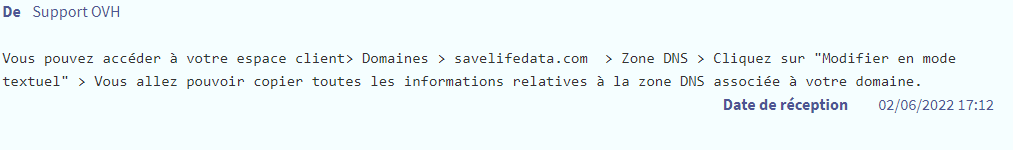 De Support OVH
Vous pouvez accéder à votre espace client> Domaines > savelifedata.com  > Zone DNS > Cliquez sur "Modifier en mode
textuel" > Vous allez pouvoir copier toutes les informations relatives à la zone DNS associée à votre domaine.
Date de réception 02/06/2022 17:12